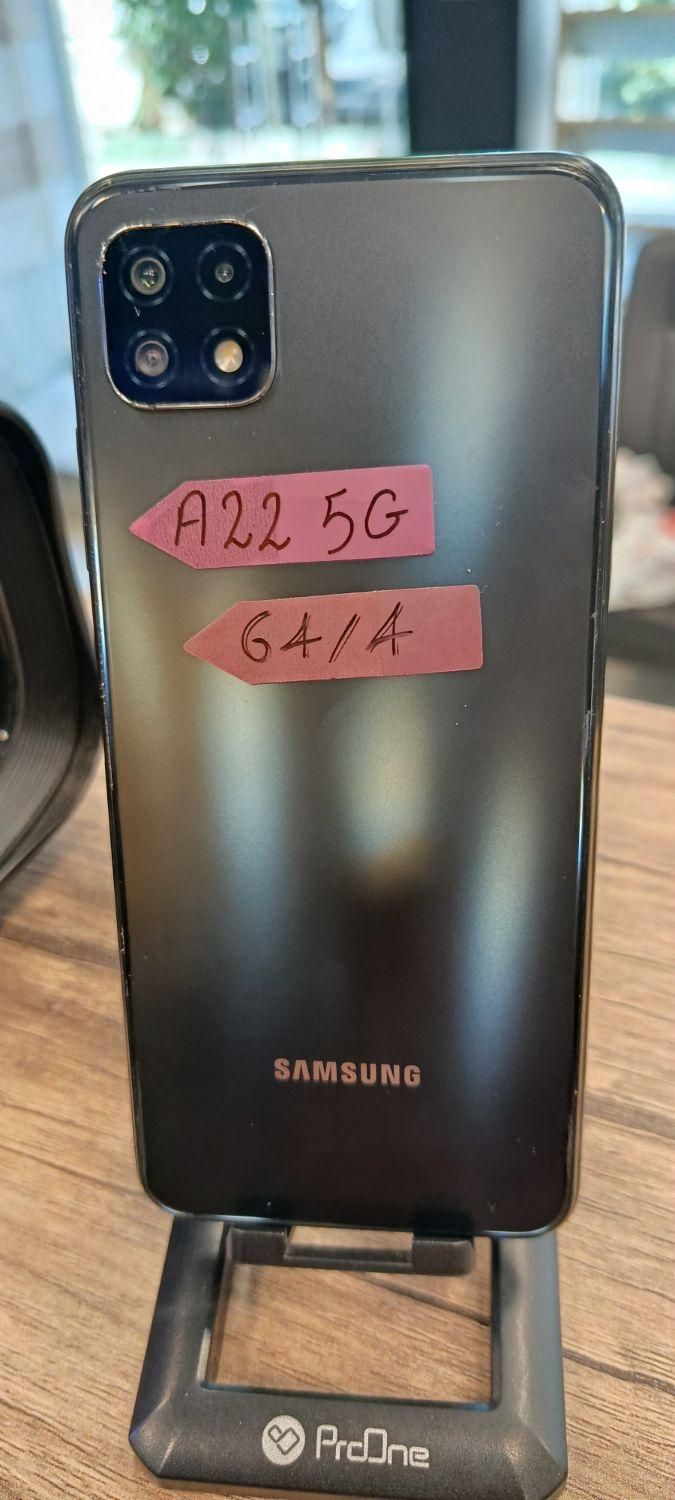 A22 5G
64/4
SAMSUNG
ProOne